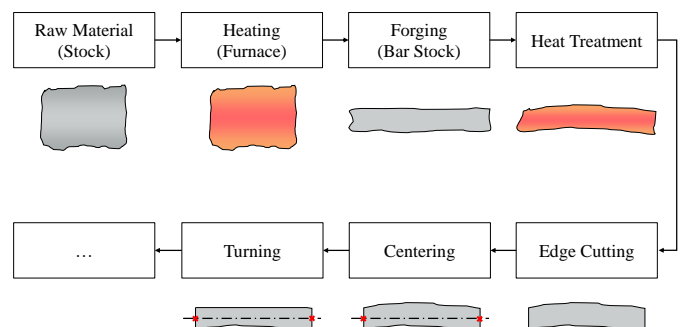 Raw Material
(Stock)
Heating
(Furnace)
Forging
(Bar Stock)
Heat Treatment
…
Turning
Centering
Edge Cutting